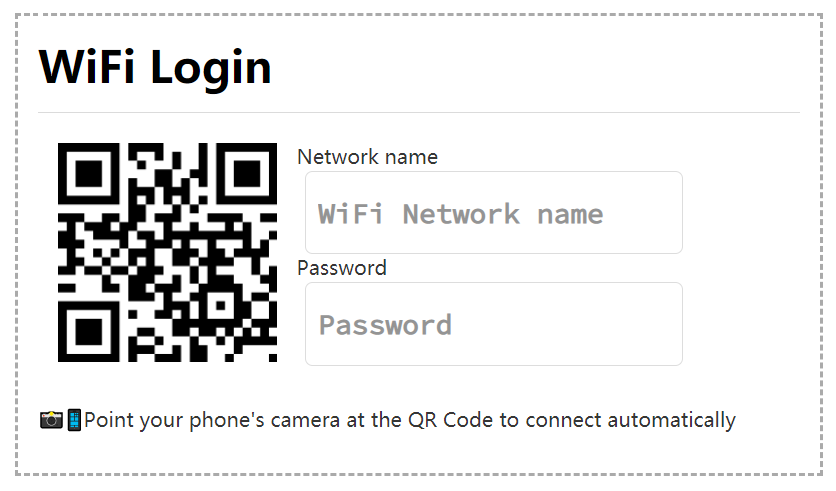 WiFi Login
Network name
WiFi Network name
Password
Password
📷📱Point your phone's camera at the QR Code to connect automatically